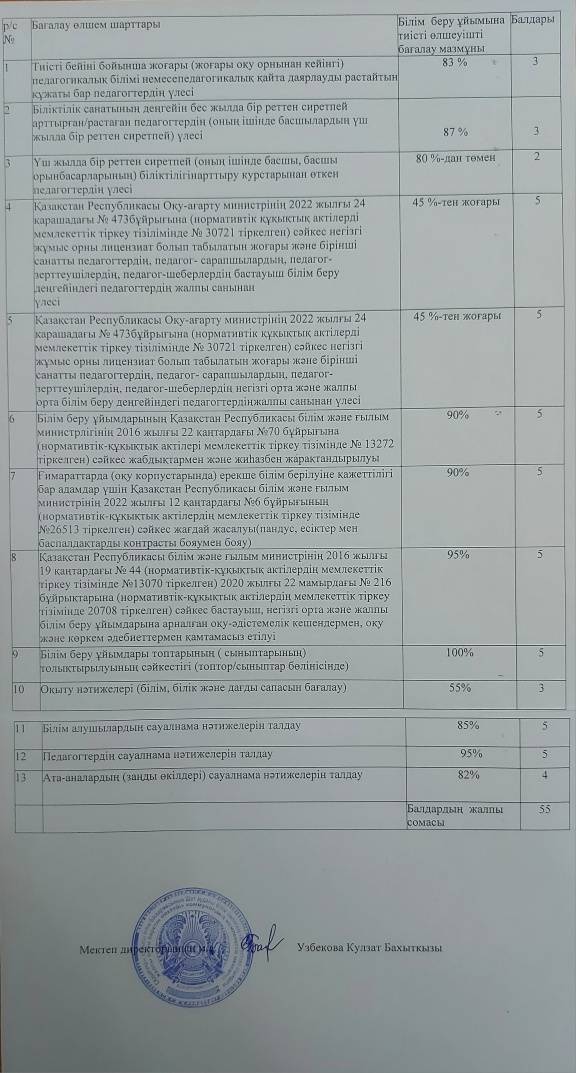 р/с Бағалау өлшем шарттары Білім беру ұйымына Балдары
№ тиісті өлшеуішті
бағалау мазмұны
1 Тиісті бейіні бойынша жоғары (жоғары оқу орнынан кейінгі) 83 % 3
педагогикалық білімі немесепедагогикалық қайта даярлауды растайтын
құжаты бар педагогтердің үлесі
2 Біліктілік санатының деңгейін бес жылда бір реттен сиретпей
арттырған/растаған педагогтердің (оның ішінде басшылардың үш
жылда бір реттен сиретпей) үлесі 87 % 3
3 Үш жылда бір реттен сиретпей (оның ішінде басшы, басшы 80 %-дан төмен 2
орынбасарларының) біліктілігінарттыру курстарынан өткен
педагогтердің үлесі
4 Қазақстан Республикасы Оқу-ағарту министрінің 2022 жылғы 24 45 %-тен жоғары 5
қарашадағы № 473бұйрығына (нормативтік құқықтық актілерді
мемлекеттік тіркеу тізілімінде № 30721 тіркелген) сәйкес негізгі
жұмыс орны лицензиат болып табылатын жоғары және бірінші
санатты педагогтердің, педагог- сарапшылардың, педагог-
зерттеушілердің, педагог-шеберлердің бастауыш білім беру
деңгейіндегі педагогтердің жалпы санынан
үлесі
5 Қазақстан Республикасы Оқу-ағарту министрінің 2022 жылғы 24 45 %-тен жоғары 5
қарашадағы № 473бұйрығына (нормативтік құқықтық актілерді
мемлекеттік тіркеу тізілімінде № 30721 тіркелген) сәйкес негізгі
жұмыс орны лицензиат болып табылатын жоғары және бірінші
санатты педагогтердің, педагог- сарапшылардың, педагог-
зерттеушілердің, педагог-шеберлердің негізгі орта және жалпы
орта білім беру деңгейіндегі педагогтердіңжалпы санынан үлесі
6 Білім беру ұйымдарының Қазақстан Республикасы білім және ғылым 90% 5
министрлігінің 2016 жылғы 22 қаңтардағы №70 бұйрығына
(нормативтік-құқықтық актілері мемлекеттік тіркеу тізімінде № 13272
тіркелген) сәйкес жабдықтармен және жиһазбен жарақтандырылуы
7 Ғимараттарда (оқу корпустарында) ерекше білім берілуіне қажеттілігі 90% 5
бар адамдар үшін Қазақстан Республикасы білім және ғылым
министрінің 2022 жылғы 12 қаңтардағы №6 бұйрығының
(нормативтік-құқықтық актілердің мемлекеттік тіркеу тізімінде
№26513 тіркелген) сәйкес жағдай жасалуы(пандус, есіктер мен
баспалдақтарды контрасты бояумен бояу)
8 Қазақстан Республикасы білім және ғылым министрінің 2016 жылғы 95% 5
19 қаңтардағы № 44 (нормативтік-құқықтық актілердің мемлекеттік
тіркеу тізімінде №13070 тіркелген) 2020 жылғы 22 мамырдағы № 216
бұйрықтарына (нормативтік-құқықтық актілердің мемлекеттік тіркеу
тізімінде 20708 тіркелген) сәйкес бастауыш, негізгі орта және жалпы
білім беру ұйымдарына арналған оқу-әдістемелік кешендермен, оқу
және көркем әдебиеттермен қамтамасыз етілуі
9 Білім беру ұйымдары топтарының ( сыныптарының) 100% 5
толықтырылуының сәйкестігі (топтор/сыныптар бөлінісінде)
10 Оқыту нәтижелері (білім, білік және дағды сапасын бағалау) 55% 3
11 Білім алушылардың сауалнама нәтижелерін талдау 85% 5
12 Педагогтердің сауалнама нәтижелерін талдау 95% 5
13 Ата-аналардың (заңды өкілдері) сауалнама нәтижелерін талдау 82% 4
Балдардың жалпы 55
сомасы
Мектеп директорының Узбекова Кулзат Бахыткызы